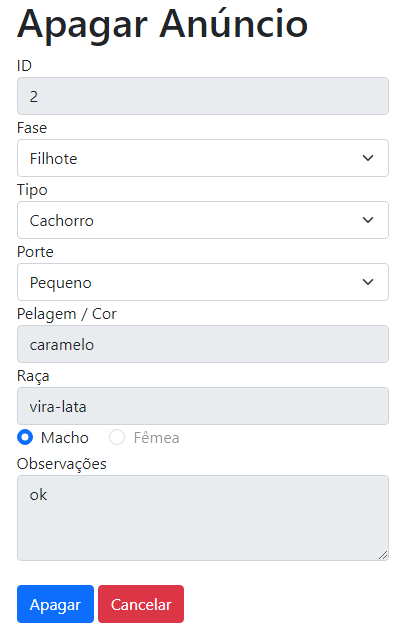 Apagar Anúncio
ID
2
Fase
Filhote
Tipo
Cachorro
Porte
Pequeno
Pelagem / Cor
caramelo
Raça
vira-lata
Macho Fêmea
Observações
ok
Apagar Cancelar